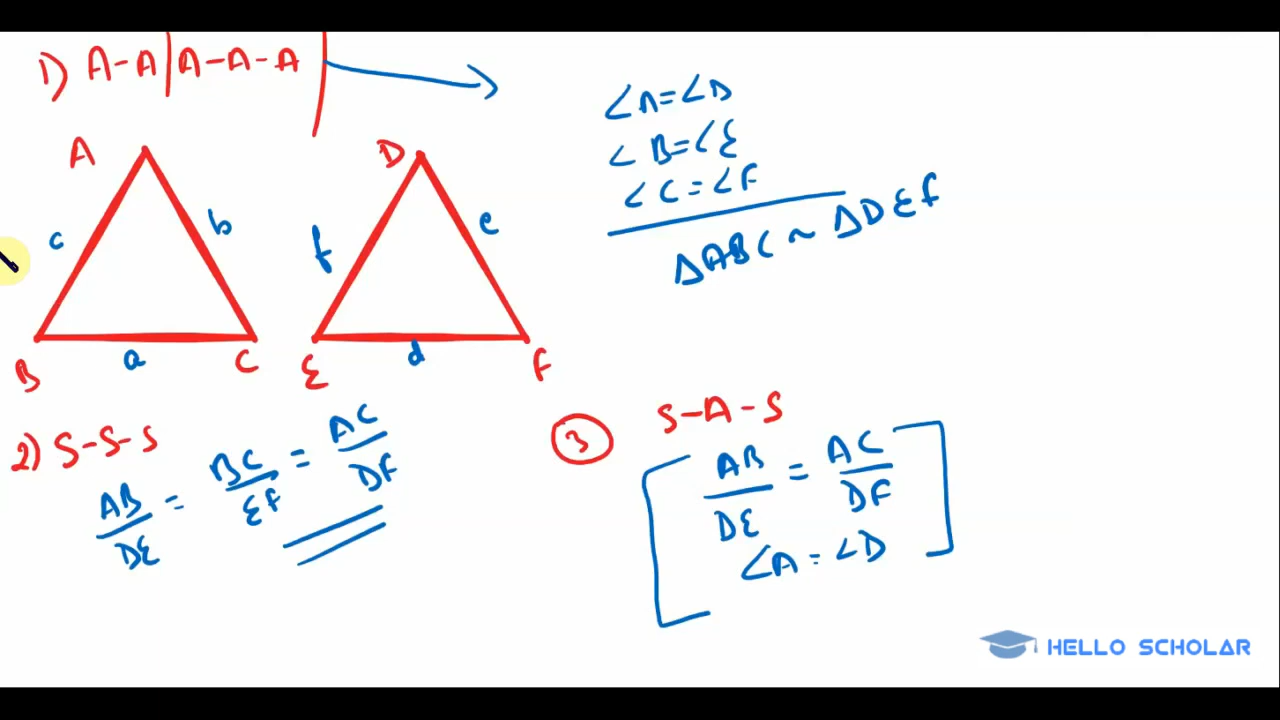 1) A-A|A-A-A|
∠A=∠D
∠B=∠E
∠C=∠F
ΔABC ~ ΔDEF
A
D
c
b
f
e
B
a
C
E
d
F
2) S-S-S
AB/DE = BC/EF = AC/DF
3
S-A-S
AB/DE = AC/DF
∠A=∠D
HELLO SCHOLAR